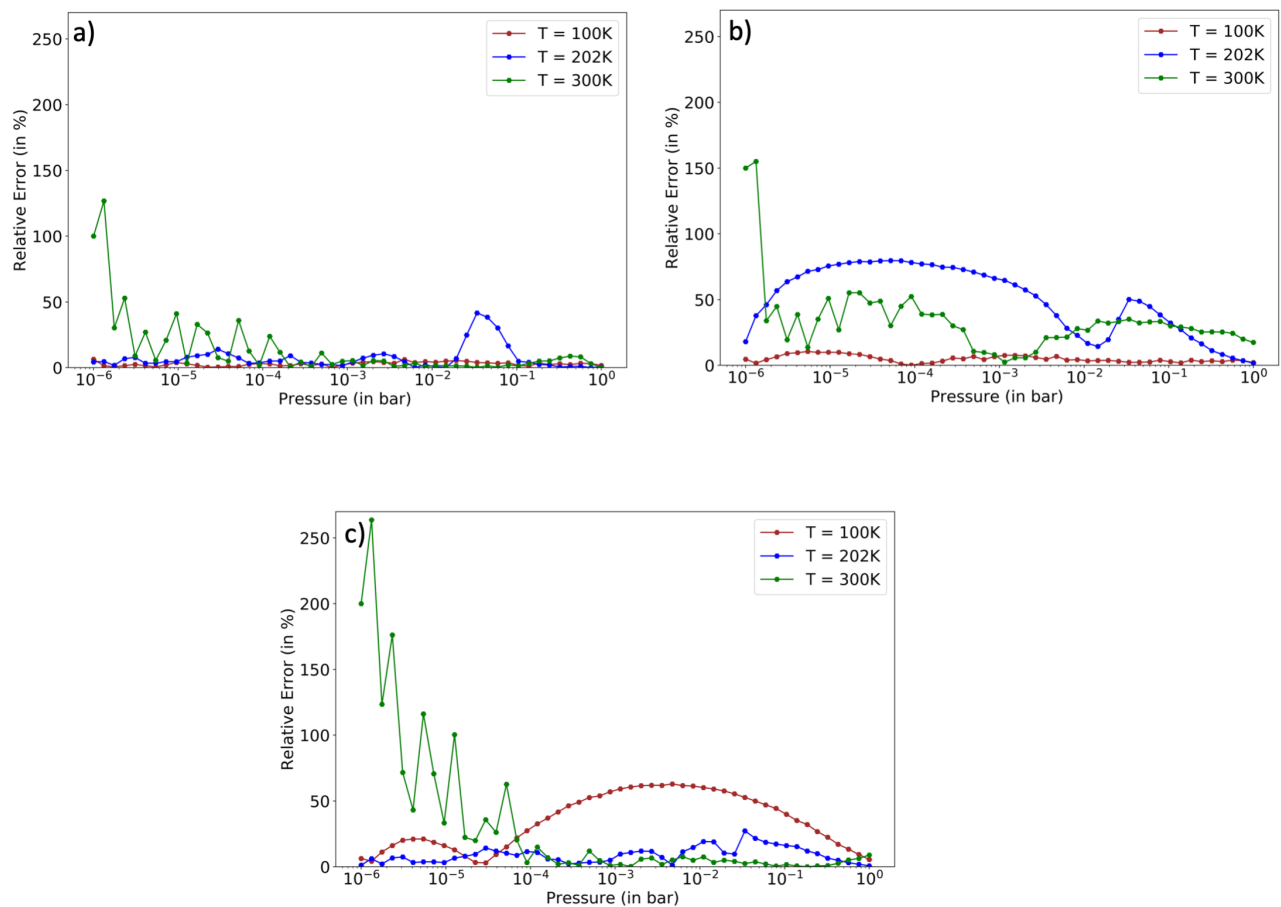 a)
T = 100K
T = 202K
T = 300K
250
200
150
100
50
0
Relative Error (in %)
10⁻⁶ 10⁻⁵ 10⁻⁴ 10⁻³ 10⁻² 10⁻¹ 10⁰
Pressure (in bar)
b)
T = 100K
T = 202K
T = 300K
250
200
150
100
50
0
Relative Error (in %)
10⁻⁶ 10⁻⁵ 10⁻⁴ 10⁻³ 10⁻² 10⁻¹ 10⁰
Pressure (in bar)
c)
T = 100K
T = 202K
T = 300K
250
200
150
100
50
0
Relative Error (in %)
10⁻⁶ 10⁻⁵ 10⁻⁴ 10⁻³ 10⁻² 10⁻¹ 10⁰
Pressure (in bar)